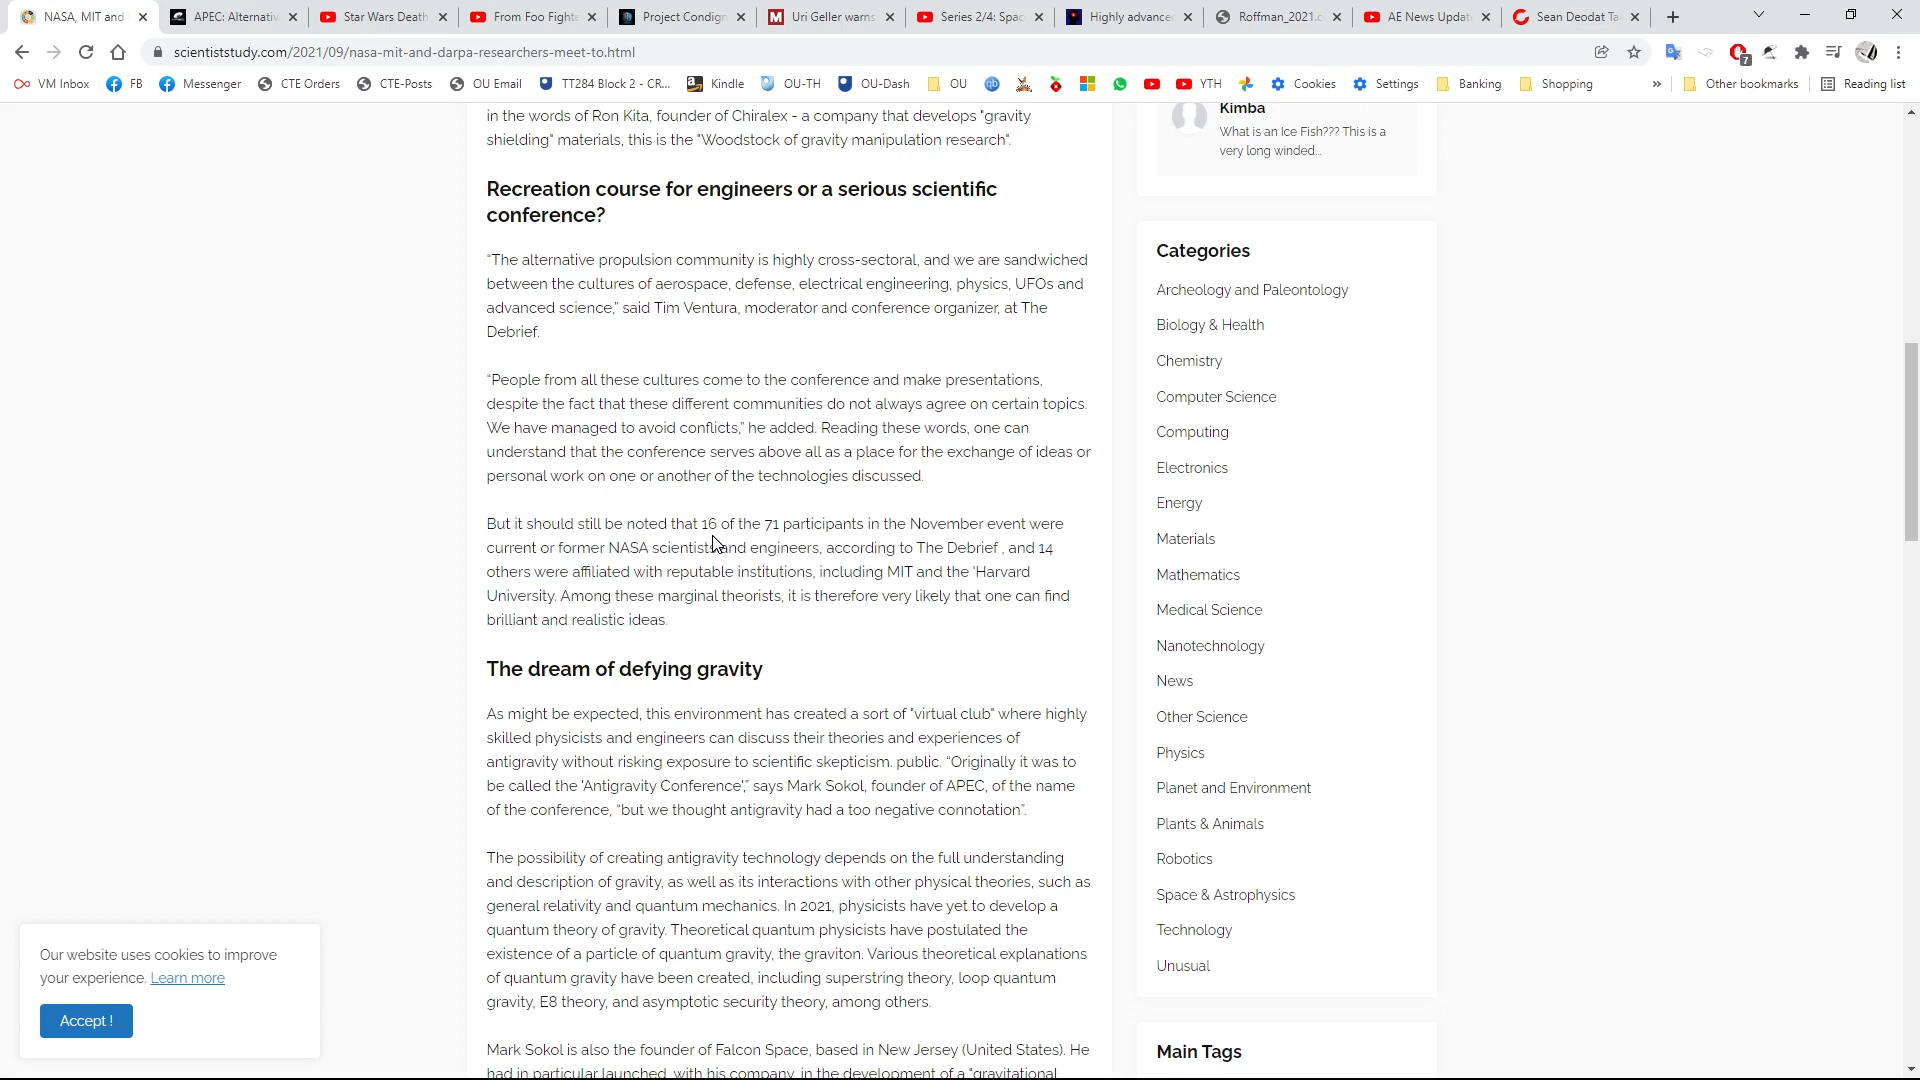 NASA, MIT and
APEC: Alternativ
Star Wars Death
From Foo Fighte
Project Condign
Uri Geller warns
Series 2/4: Spac
Highly advance
Roffman_2021.c
AE News Updat
Sean Deodat Ta
scientiststudy.com/2021/09/nasa-mit-and-darpa-researchers-meet-to.html
7
VM Inbox
FB
Messenger
CTE Orders
CTE-Posts
OU Email
TT284 Block 2 - CR...
Kindle
OU-TH
OU-Dash
OU
YTH
Cookies
Settings
Banking
Shopping
»
Other bookmarks
Reading list
in the words of Ron Kita, founder of Chiralex - a company that develops "gravity
shielding" materials, this is the "Woodstock of gravity manipulation research".
Recreation course for engineers or a serious scientific
conference?
“The alternative propulsion community is highly cross-sectoral, and we are sandwiched
between the cultures of aerospace, defense, electrical engineering, physics, UFOs and
advanced science,” said Tim Ventura, moderator and conference organizer, at The
Debrief.
“People from all these cultures come to the conference and make presentations,
despite the fact that these different communities do not always agree on certain topics.
We have managed to avoid conflicts,” he added. Reading these words, one can
understand that the conference serves above all as a place for the exchange of ideas or
personal work on one or another of the technologies discussed.
But it should still be noted that 16 of the 71 participants in the November event were
current or former NASA scientists and engineers, according to The Debrief , and 14
others were affiliated with reputable institutions, including MIT and the 'Harvard
University. Among these marginal theorists, it is therefore very likely that one can find
brilliant and realistic ideas.
The dream of defying gravity
As might be expected, this environment has created a sort of "virtual club" where highly
skilled physicists and engineers can discuss their theories and experiences of
antigravity without risking exposure to scientific skepticism. public. “Originally it was to
be called the 'Antigravity Conference',” says Mark Sokol, founder of APEC, of the name
of the conference, “but we thought antigravity had a too negative connotation”.
The possibility of creating antigravity technology depends on the full understanding
and description of gravity, as well as its interactions with other physical theories, such as
general relativity and quantum mechanics. In 2021, physicists have yet to develop a
quantum theory of gravity. Theoretical quantum physicists have postulated the
existence of a particle of quantum gravity, the graviton. Various theoretical explanations
of quantum gravity have been created, including superstring theory, loop quantum
gravity, E8 theory, and asymptotic security theory, among others.
Mark Sokol is also the founder of Falcon Space, based in New Jersey (United States). He
had in particular launched, with his company, in the development of a "gravitational
Kimba
What is an Ice Fish??? This is a
very long winded...
Categories
Archeology and Paleontology
Biology & Health
Chemistry
Computer Science
Computing
Electronics
Energy
Materials
Mathematics
Medical Science
Nanotechnology
News
Other Science
Physics
Planet and Environment
Plants & Animals
Robotics
Space & Astrophysics
Technology
Unusual
Main Tags
Our website uses cookies to improve
your experience. Learn more
Accept !